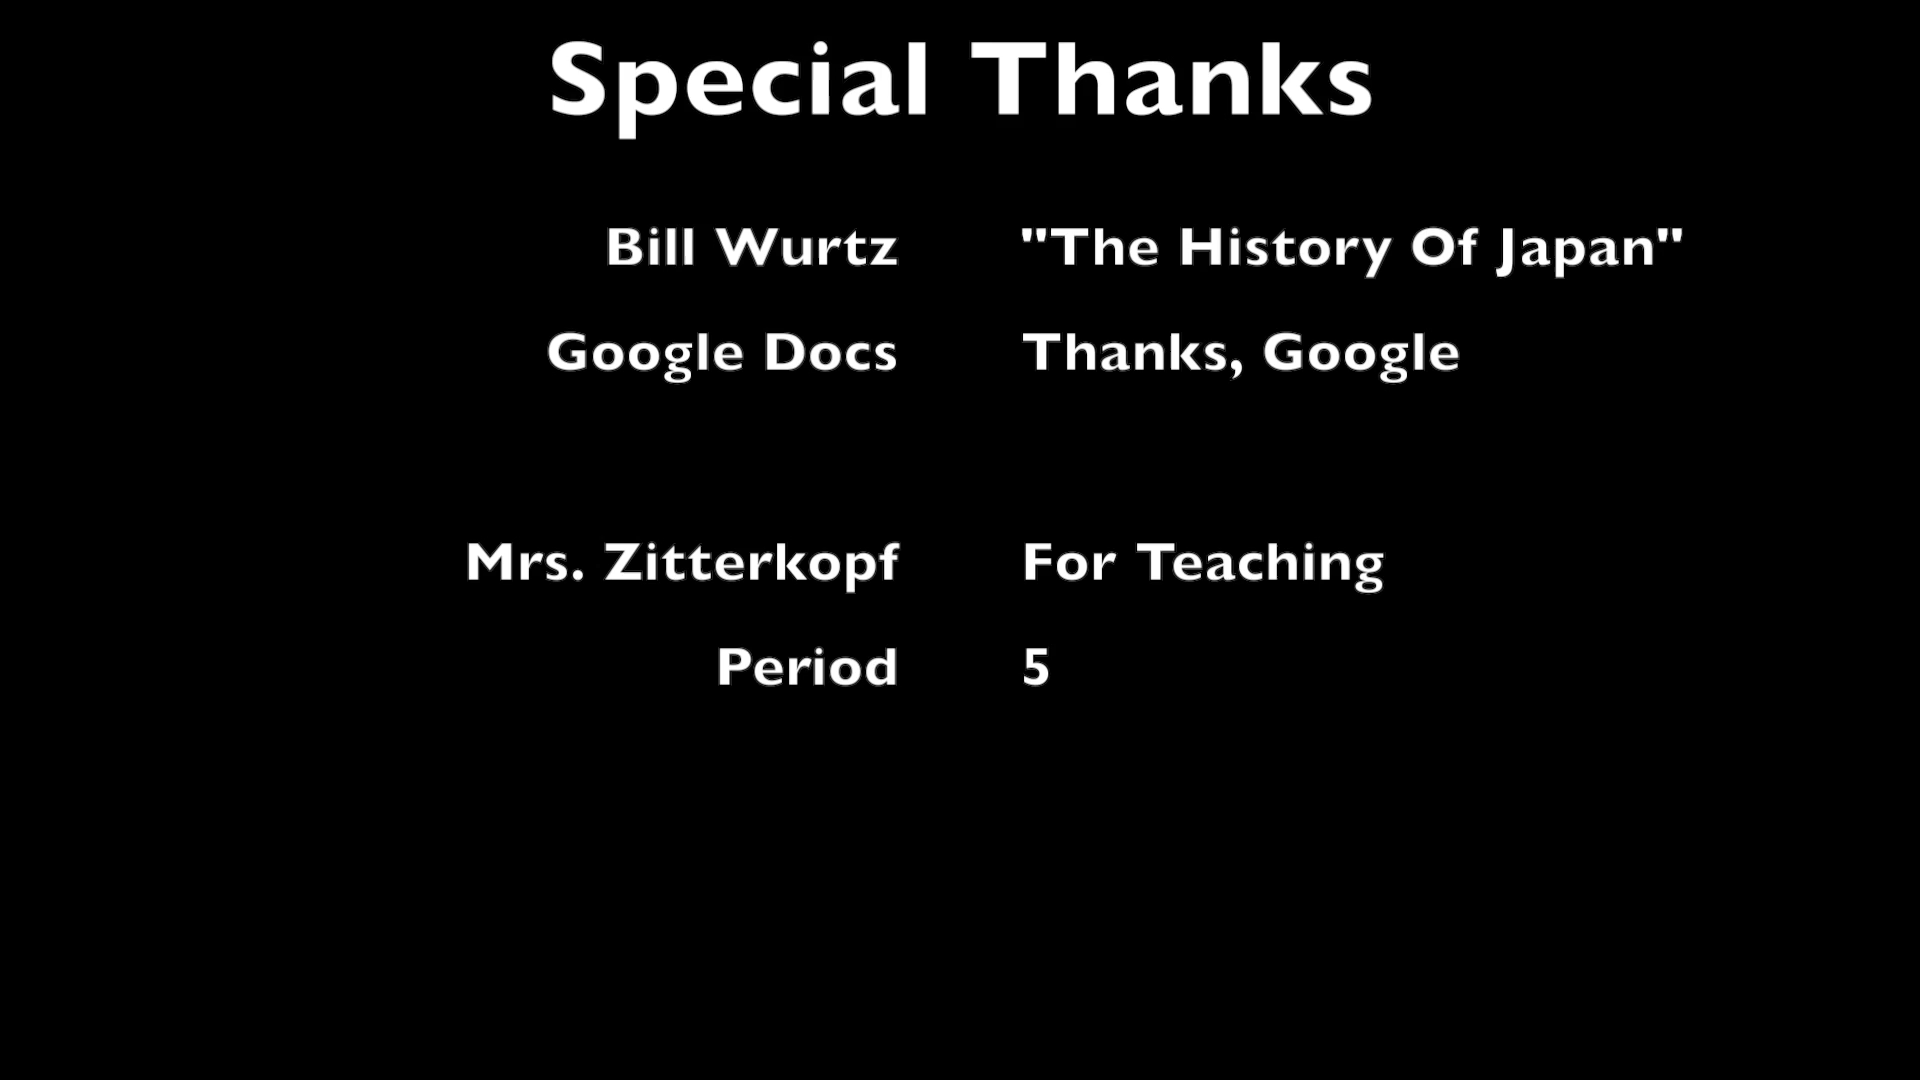 Special Thanks
Bill Wurtz "The History Of Japan"
Google Docs Thanks, Google
Mrs. Zitterkopf For Teaching
Period 5